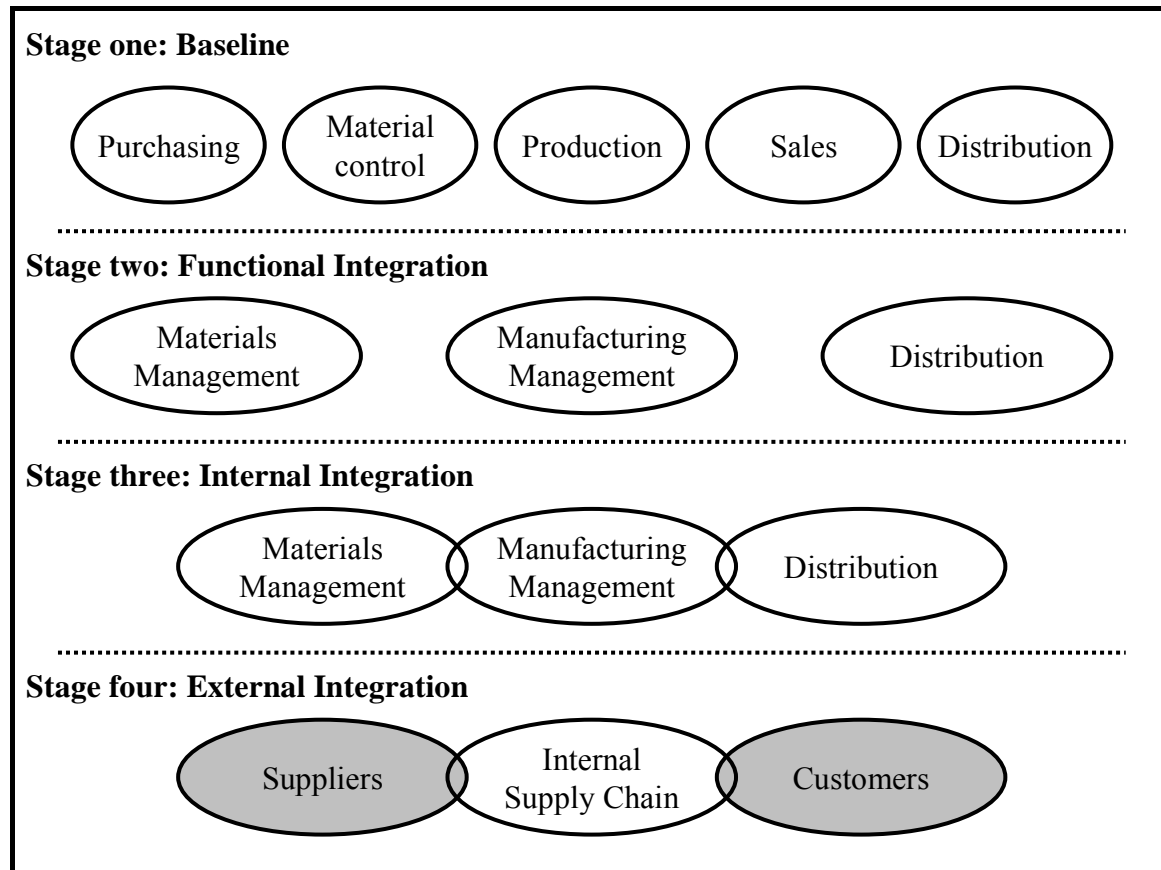 Stage one: Baseline
Purchasing
Material
control
Production
Sales
Distribution
Stage two: Functional Integration
Materials
Management
Manufacturing
Management
Distribution
Stage three: Internal Integration
Materials
Management
Manufacturing
Management
Distribution
Stage four: External Integration
Suppliers
Internal
Supply Chain
Customers